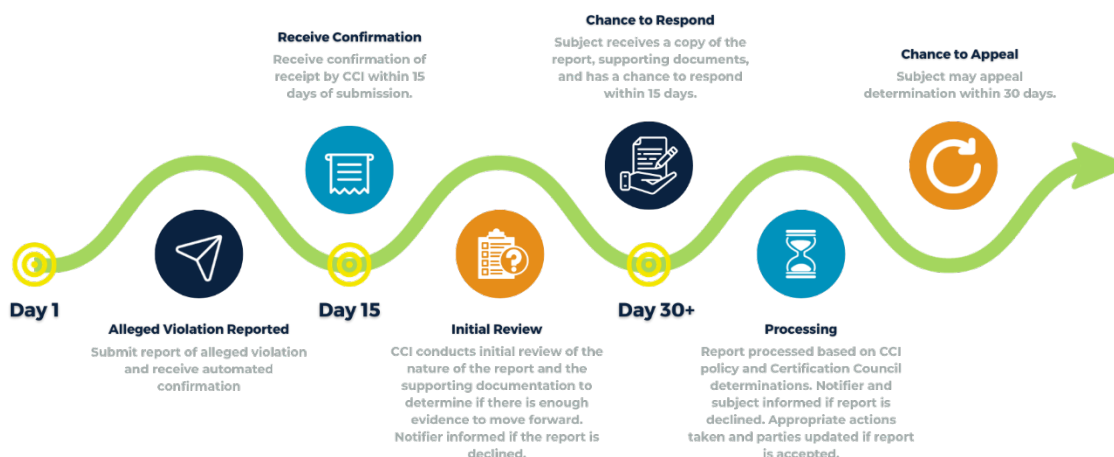 Alleged Violation Reported
Submit report of alleged violation
and receive automated
confirmation
Receive Confirmation
Receive confirmation of
receipt by CCI within 15
days of submission.
Initial Review
CCI conducts initial review of the
nature of the report and the
supporting documentation to
determine if there is enough
evidence to move forward.
Notifier informed if the report is
declined.
Chance to Respond
Subject receives a copy of the
report, supporting documents,
and has a chance to respond
within 15 days.
Processing
Report processed based on CCI
policy and Certification Council
determinations. Notifier and
subject informed if report is
declined. Appropriate actions
taken and parties updated if report
is accepted.
Chance to Appeal
Subject may appeal
determination within 30 days.
Day 1
Day 15
Day 30+